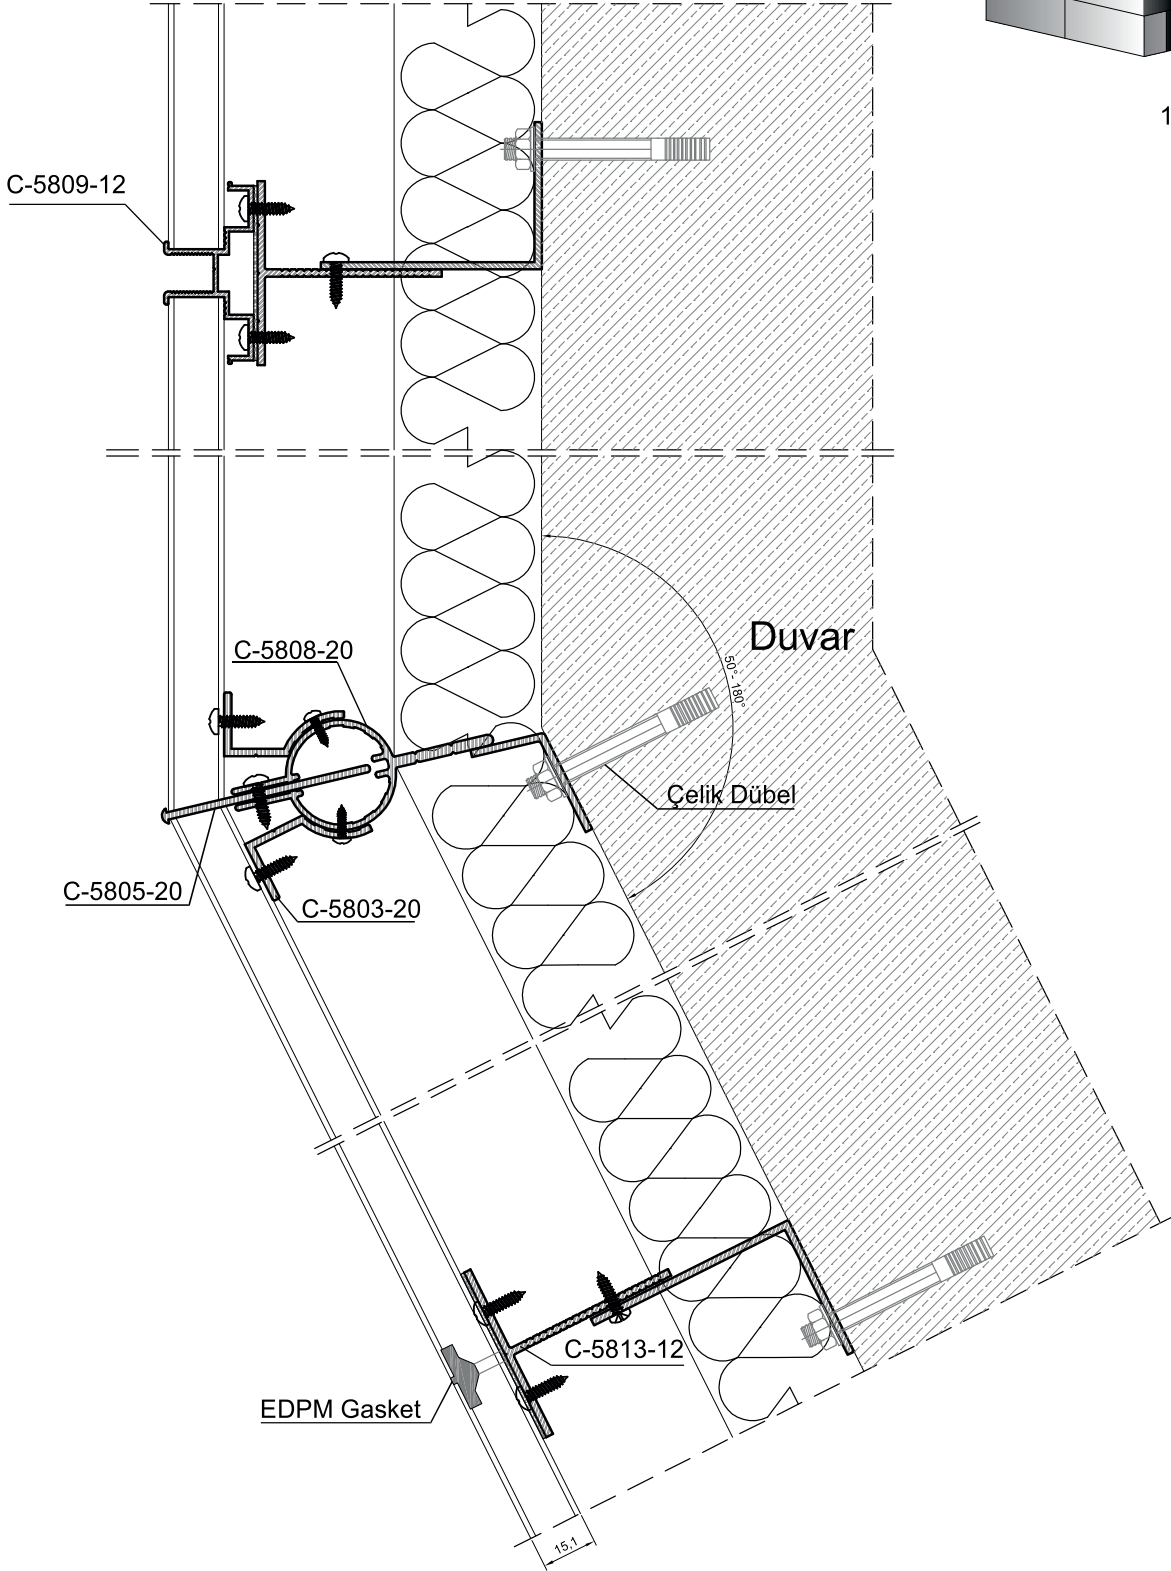 1
C-5809-12
Duvar
C-5808-20
50°- 180°
Çelik Dübel
C-5805-20
C-5803-20
C-5813-12
EDPM Gasket
15,1